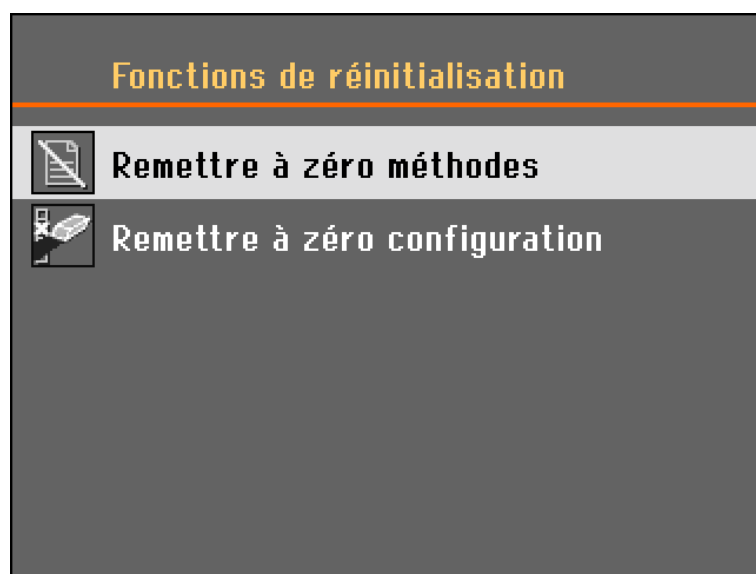 Fonctions de réinitialisation
Remettre à zéro méthodes
Remettre à zéro configuration